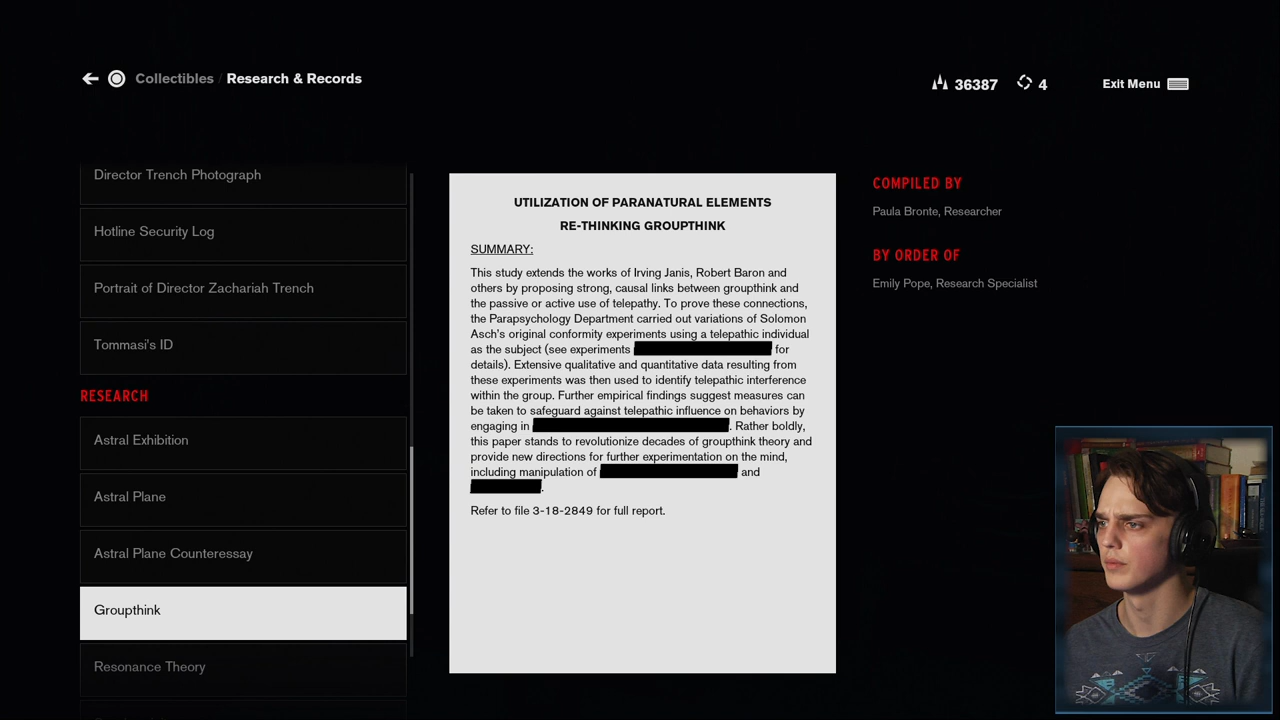 Collectibles / Research & Records
36387
4
Exit Menu
Director Trench Photograph
Hotline Security Log
Portrait of Director Zachariah Trench
Tommasi's ID
RESEARCH
Astral Exhibition
Astral Plane
Astral Plane Counteressay
Groupthink
Resonance Theory
UTILIZATION OF PARANATURAL ELEMENTS
RE-THINKING GROUPTHINK
SUMMARY:
This study extends the works of Irving Janis, Robert Baron and
others by proposing strong, causal links between groupthink and
the passive or active use of telepathy. To prove these connections,
the Parapsychology Department carried out variations of Solomon
Asch's original conformity experiments using a telepathic individual
as the subject (see experiments for
details). Extensive qualitative and quantitative data resulting from
these experiments was then used to identify telepathic interference
within the group. Further empirical findings suggest measures can
be taken to safeguard against telepathic influence on behaviors by
engaging in . Rather boldly,
this paper stands to revolutionize decades of groupthink theory and
provide new directions for further experimentation on the mind,
including manipulation of and
.
Refer to file 3-18-2849 for full report.
COMPILED BY
Paula Bronte, Researcher
BY ORDER OF
Emily Pope, Research Specialist